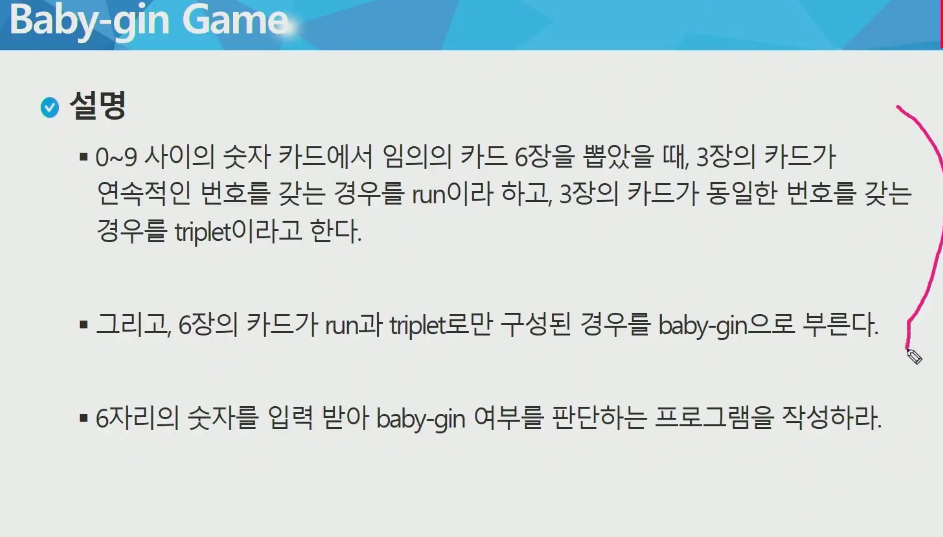 Baby-gin Game
설명
▪ 0~9 사이의 숫자 카드에서 임의의 카드 6장을 뽑았을 때, 3장의 카드가
연속적인 번호를 갖는 경우를 run이라 하고, 3장의 카드가 동일한 번호를 갖는
경우를 triplet이라고 한다.
▪ 그리고, 6장의 카드가 run과 triplet로만 구성된 경우를 baby-gin으로 부른다.
▪ 6자리의 숫자를 입력 받아 baby-gin 여부를 판단하는 프로그램을 작성하라.